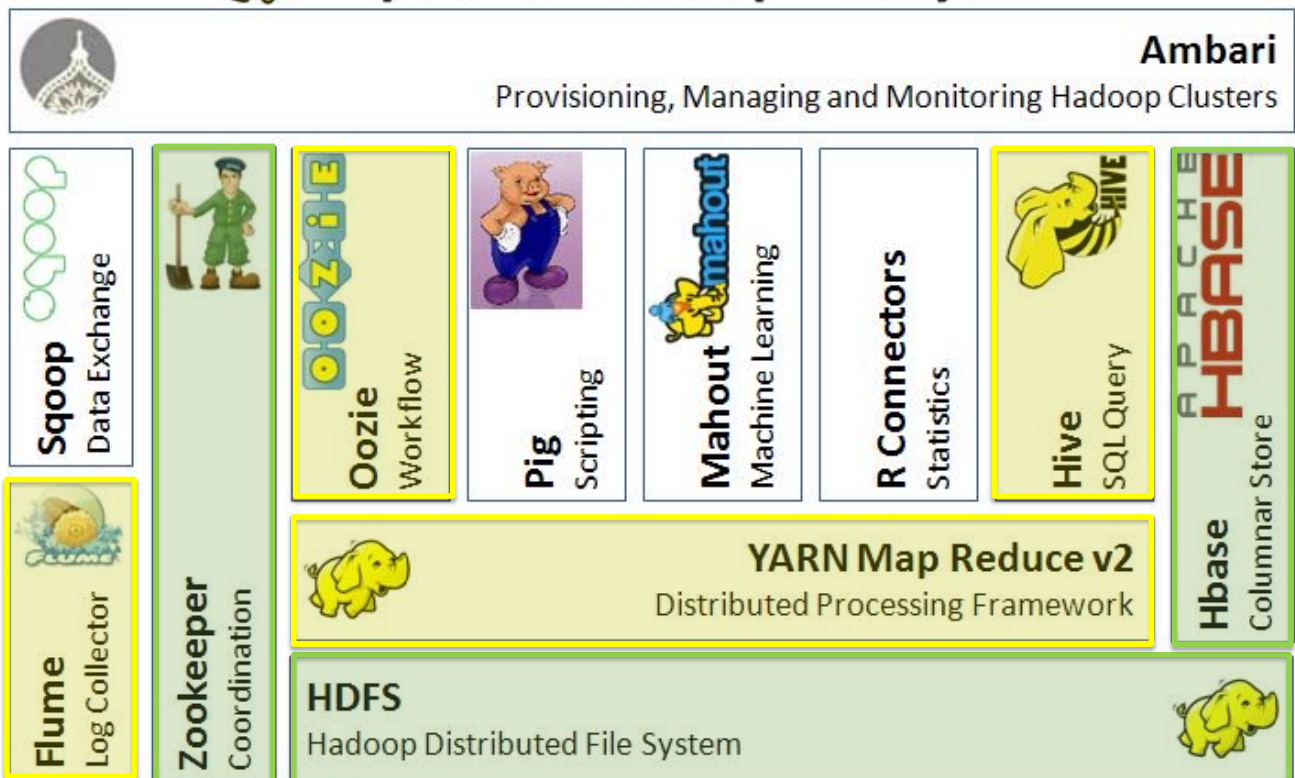 Ambari
Provisioning, Managing and Monitoring Hadoop Clusters
Sqoop
Data Exchange
Flume
FLUME
Log Collector
Zookeeper
Coordination
OOZIE
Oozie
Workflow
Pig
Scripting
mahout
Mahout
Machine Learning
R Connectors
Statistics
HIVE
Hive
SQL Query
APACHE
HBASE
Hbase
Columnar Store
YARN Map Reduce v2
Distributed Processing Framework
HDFS
Hadoop Distributed File System